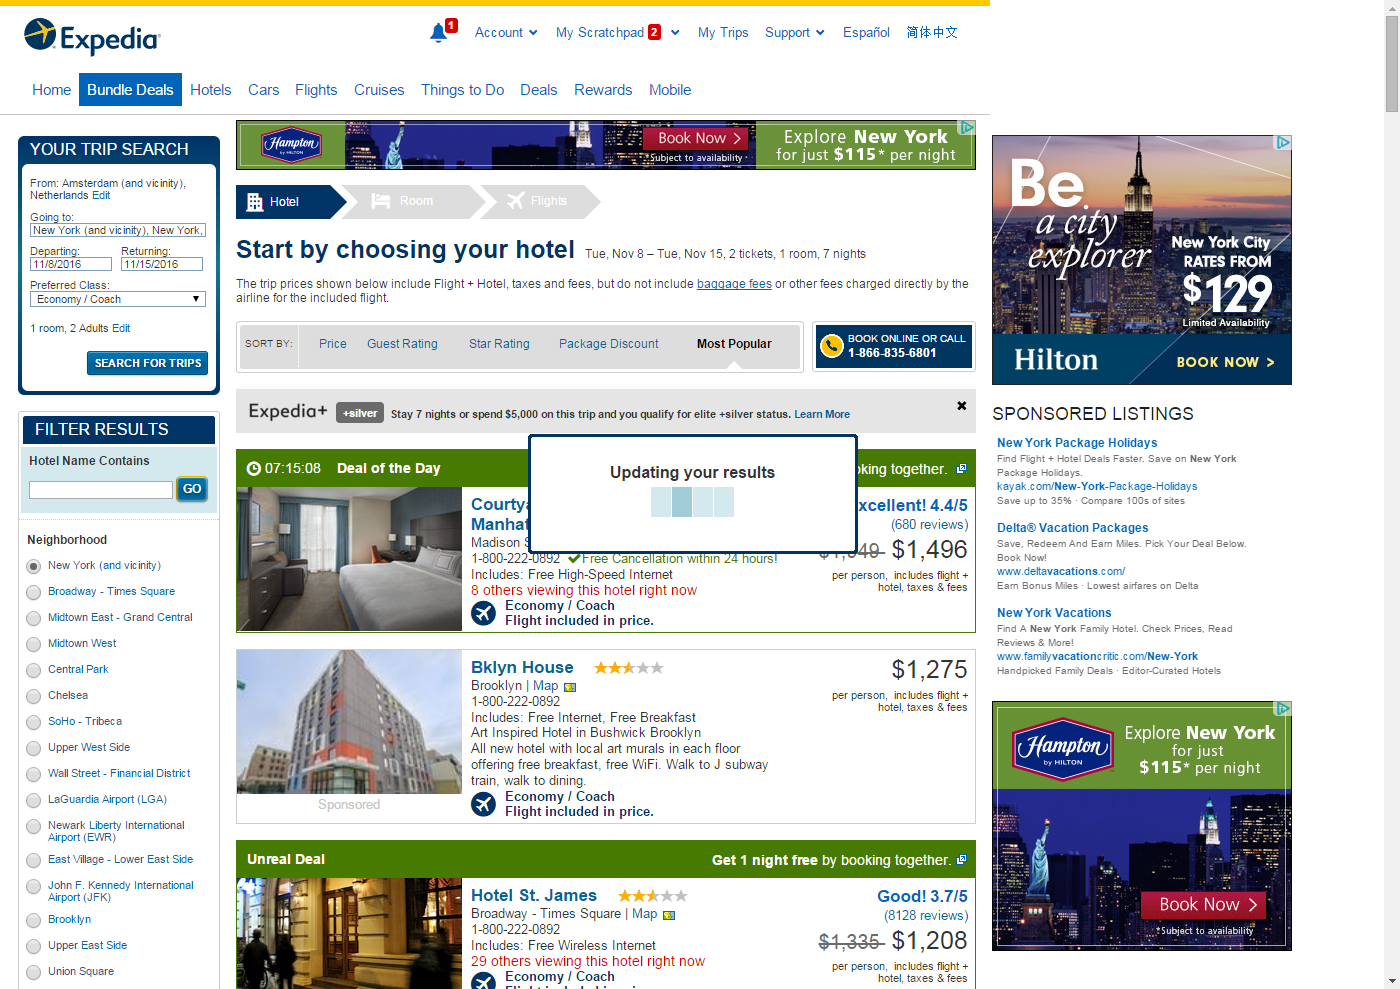 Expedia
1
Account
My Scratchpad 2
My Trips
Support
Español
简体中文
Home
Bundle Deals
Hotels
Cars
Flights
Cruises
Things to Do
Deals
Rewards
Mobile
YOUR TRIP SEARCH
From: Amsterdam (and vicinity),
Netherlands Edit
Going to:
New York (and vicinity), New York,
Departing:
Returning:
11/8/2016
11/15/2016
Preferred Class:
Economy / Coach
1 room, 2 Adults Edit
SEARCH FOR TRIPS
FILTER RESULTS
Hotel Name Contains
GO
Neighborhood
New York (and vicinity)
Broadway - Times Square
Midtown East - Grand Central
Midtown West
Central Park
Chelsea
SoHo - Tribeca
Upper West Side
Wall Street - Financial District
LaGuardia Airport (LGA)
Newark Liberty International
Airport (EWR)
East Village - Lower East Side
John F. Kennedy International
Airport (JFK)
Brooklyn
Upper East Side
Union Square
Hampton
by HILTON
Book Now
*Subject to availability
Explore New York
for just $115* per night
Hotel
Room
Flights
Start by choosing your hotel
Tue, Nov 8 – Tue, Nov 15, 2 tickets, 1 room, 7 nights
The trip prices shown below include Flight + Hotel, taxes and fees, but do not include baggage fees or other fees charged directly by the
airline for the included flight.
SORT BY:
Price
Guest Rating
Star Rating
Package Discount
Most Popular
BOOK ONLINE OR CALL
1-866-835-6801
Expedia+
+silver
Stay 7 nights or spend $5,000 on this trip and you qualify for elite +silver status. Learn More
Updating your results
07:15:08
Deal of the Day
oking together.
Courtya
Manhat
Madison S
1-800-222-0892
Free Cancellation within 24 hours!
Includes: Free High-Speed Internet
8 others viewing this hotel right now
Economy / Coach
Flight included in price.
xcellent! 4.4/5
(680 reviews)
$1,496
per person, includes flight +
hotel, taxes & fees
Sponsored
Bklyn House
Brooklyn | Map
1-800-222-0892
Includes: Free Internet, Free Breakfast
Art Inspired Hotel in Bushwick Brooklyn
All new hotel with local art murals in each floor
offering free breakfast, free WiFi. Walk to J subway
train, walk to dining.
Economy / Coach
Flight included in price.
$1,275
per person, includes flight +
hotel, taxes & fees
Unreal Deal
Get 1 night free by booking together.
Hotel St. James
Broadway - Times Square | Map
1-800-222-0892
Includes: Free Wireless Internet
29 others viewing this hotel right now
Economy / Coach
Good! 3.7/5
(8128 reviews)
$1,335 $1,208
per person, includes flight +
hotel, taxes & fees
Be
a city
explorer
New York City
RATES FROM
$129
Limited Availability
Hilton
BOOK NOW >
SPONSORED LISTINGS
New York Package Holidays
Find Flight + Hotel Deals Faster. Save on New York
Package Holidays.
kayak.com/New-York-Package-Holidays
Save up to 35% · Compare 100s of sites
Delta® Vacation Packages
Save, Redeem And Earn Miles. Pick Your Deal Below.
Book Now!
www.deltavacations.com/
Earn Bonus Miles · Lowest airfares on Delta
New York Vacations
Find A New York Family Hotel. Check Prices, Read
Reviews & More!
www.familyvacationcritic.com/New-York
Handpicked Family Deals · Editor-Curated Hotels
Hampton
by HILTON
Explore New York
for just
$115* per night
Book Now
*Subject to availability